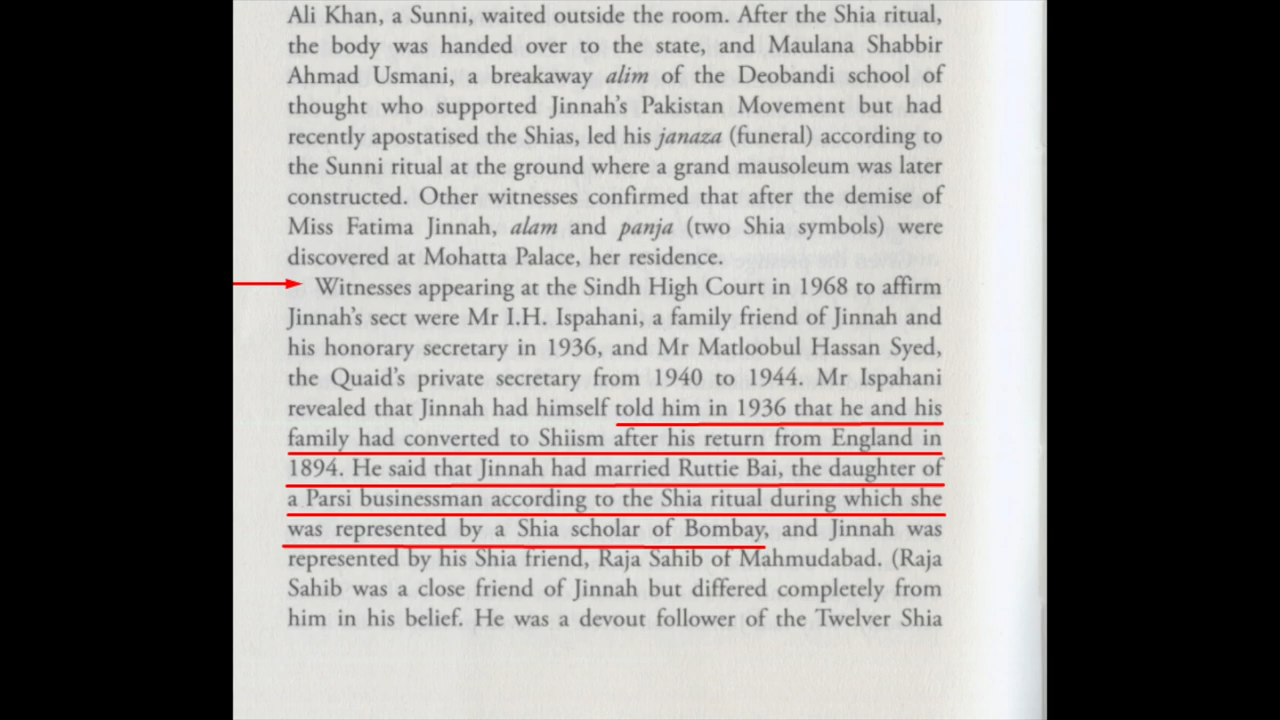 Ali Khan, a Sunni, waited outside the room. After the Shia ritual,
the body was handed over to the state, and Maulana Shabbir
Ahmad Usmani, a breakaway alim of the Deobandi school of
thought who supported Jinnah's Pakistan Movement but had
recently apostatised the Shias, led his janaza (funeral) according to
the Sunni ritual at the ground where a grand mausoleum was later
constructed. Other witnesses confirmed that after the demise of
Miss Fatima Jinnah, alam and panja (two Shia symbols) were
discovered at Mohatta Palace, her residence.
Witnesses appearing at the Sindh High Court in 1968 to affirm
Jinnah's sect were Mr I.H. Ispahani, a family friend of Jinnah and
his honorary secretary in 1936, and Mr Matloobul Hassan Syed,
the Quaid's private secretary from 1940 to 1944. Mr Ispahani
revealed that Jinnah had himself told him in 1936 that he and his
family had converted to Shiism after his return from England in
1894. He said that Jinnah had married Ruttie Bai, the daughter of
a Parsi businessman according to the Shia ritual during which she
was represented by a Shia scholar of Bombay, and Jinnah was
represented by his Shia friend, Raja Sahib of Mahmudabad. (Raja
Sahib was a close friend of Jinnah but differed completely from
him in his belief. He was a devout follower of the Twelver Shia